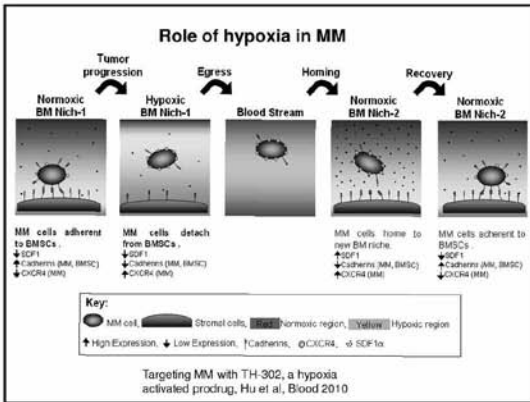 Role of hypoxia in MM
Tumor
progression
Egress
Homing
Recovery
Normoxic
BM Nich-1
Hypoxic
BM Nich-1
Blood Stream
Normoxic
BM Nich-2
Normoxic
BM Nich-2
MM cells adherent
to BMSCs.
↓SDF1
↑Cadherins (MM, BMSC)
↓CXCR4 (MM)
MM cells detach
from BMSCs.
↓SDF1
↓Cadherins (MM, BMSC)
↑CXCR4 (MM)
MM cells home to
new BM niche.
↑SDF1
↓Cadherins (MM, BMSC)
↑CXCR4 (MM)
MM cells adherent to
BMSCs.
↓SDF1
↑Cadherins (MM, BMSC)
↓CXCR4 (MM)
Key:
MM cell, Stromal cells, Red Normoxic region, Yellow Hypoxic region
↑ High Expression, ↓ Low Expression, Cadherins, CXCR4, SDF1α
Targeting MM with TH-302, a hypoxia
activated prodrug, Hu et al, Blood 2010